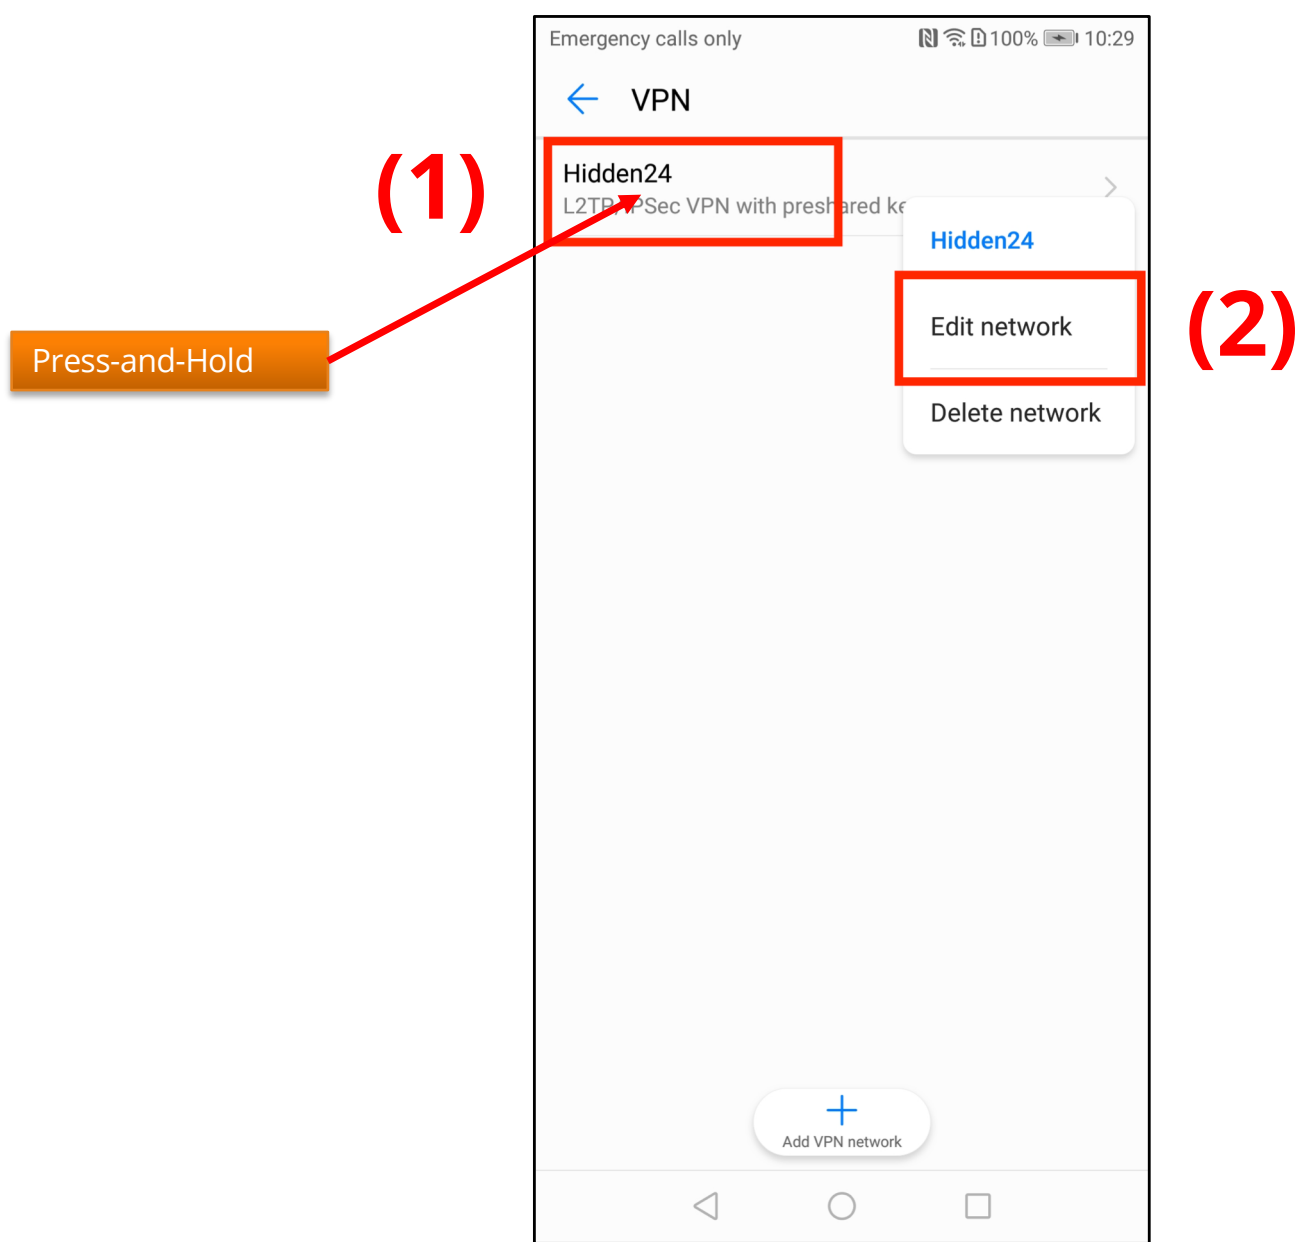 Emergency calls only
100% 10:29
VPN
(1)
Hidden24
L2TP/IPSec VPN with preshared ke
Hidden24
Edit network
(2)
Press-and-Hold
Delete network
Add VPN network